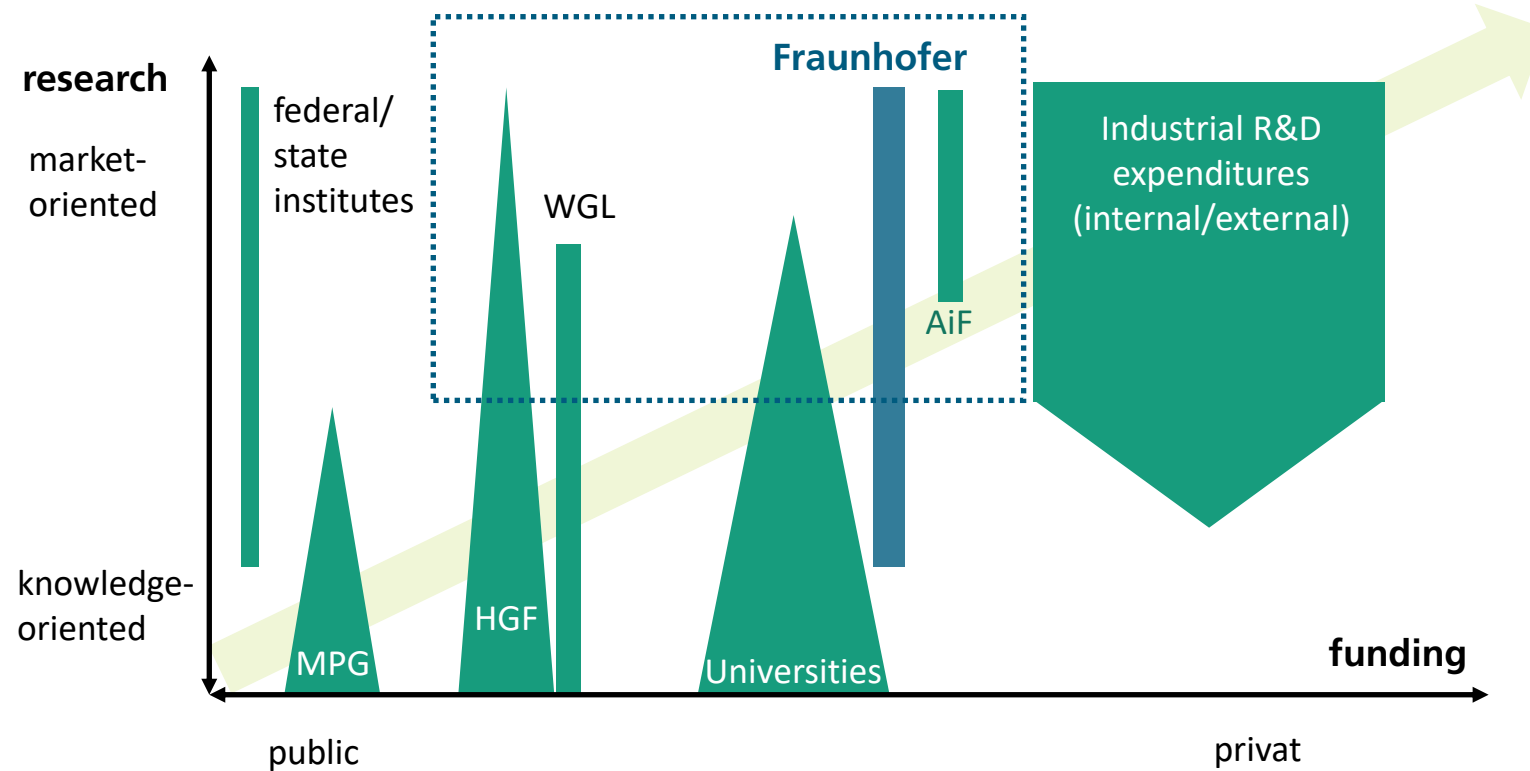 research
market-
oriented
knowledge-
oriented
federal/
state
institutes
MPG
HGF
WGL
Universities
Fraunhofer
AiF
Industrial R&D
expenditures
(internal/external)
funding
public
privat